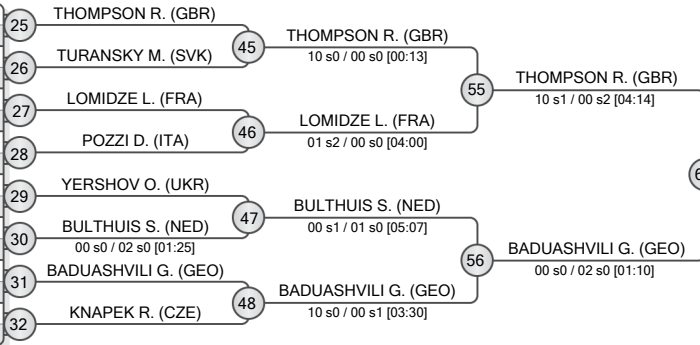 25
THOMPSON R. (GBR)
26
TURANSKY M. (SVK)
45
THOMPSON R. (GBR)
10 s0 / 00 s0 [00:13]
27
LOMIDZE L. (FRA)
28
POZZI D. (ITA)
46
LOMIDZE L. (FRA)
01 s2 / 00 s0 [04:00]
55
THOMPSON R. (GBR)
10 s1 / 00 s2 [04:14]
29
YERSHOV O. (UKR)
30
BULTHUIS S. (NED)
00 s0 / 02 s0 [01:25]
47
BULTHUIS S. (NED)
00 s1 / 01 s0 [05:07]
31
BADUASHVILI G. (GEO)
32
KNAPEK R. (CZE)
48
BADUASHVILI G. (GEO)
10 s0 / 00 s1 [03:30]
56
BADUASHVILI G. (GEO)
00 s0 / 02 s0 [01:10]